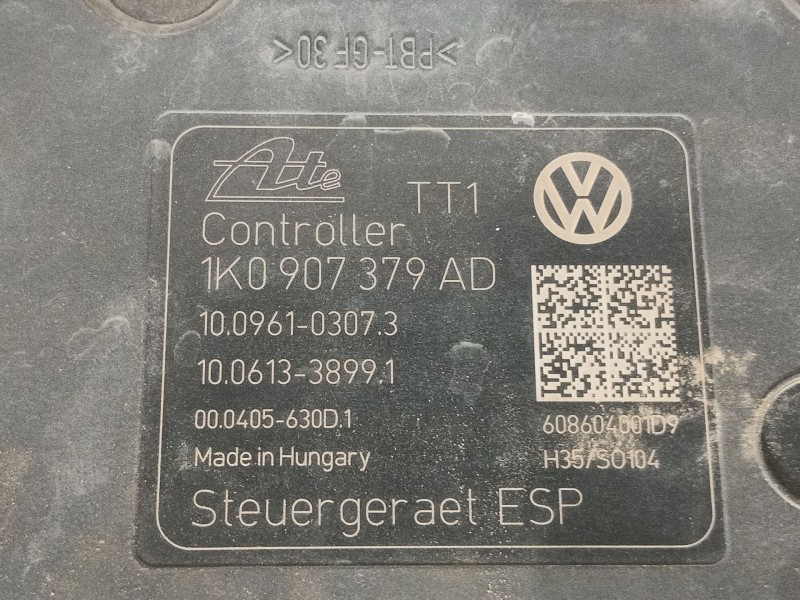 >PBT-GF30<
Ate
TT1
Controller
1K0 907 379 AD
10.0961-0307.3
10.0613-3899.1
00.0405-630D.1
608604001D9
Made in Hungary
H35/SO104
Steuergeraet ESP